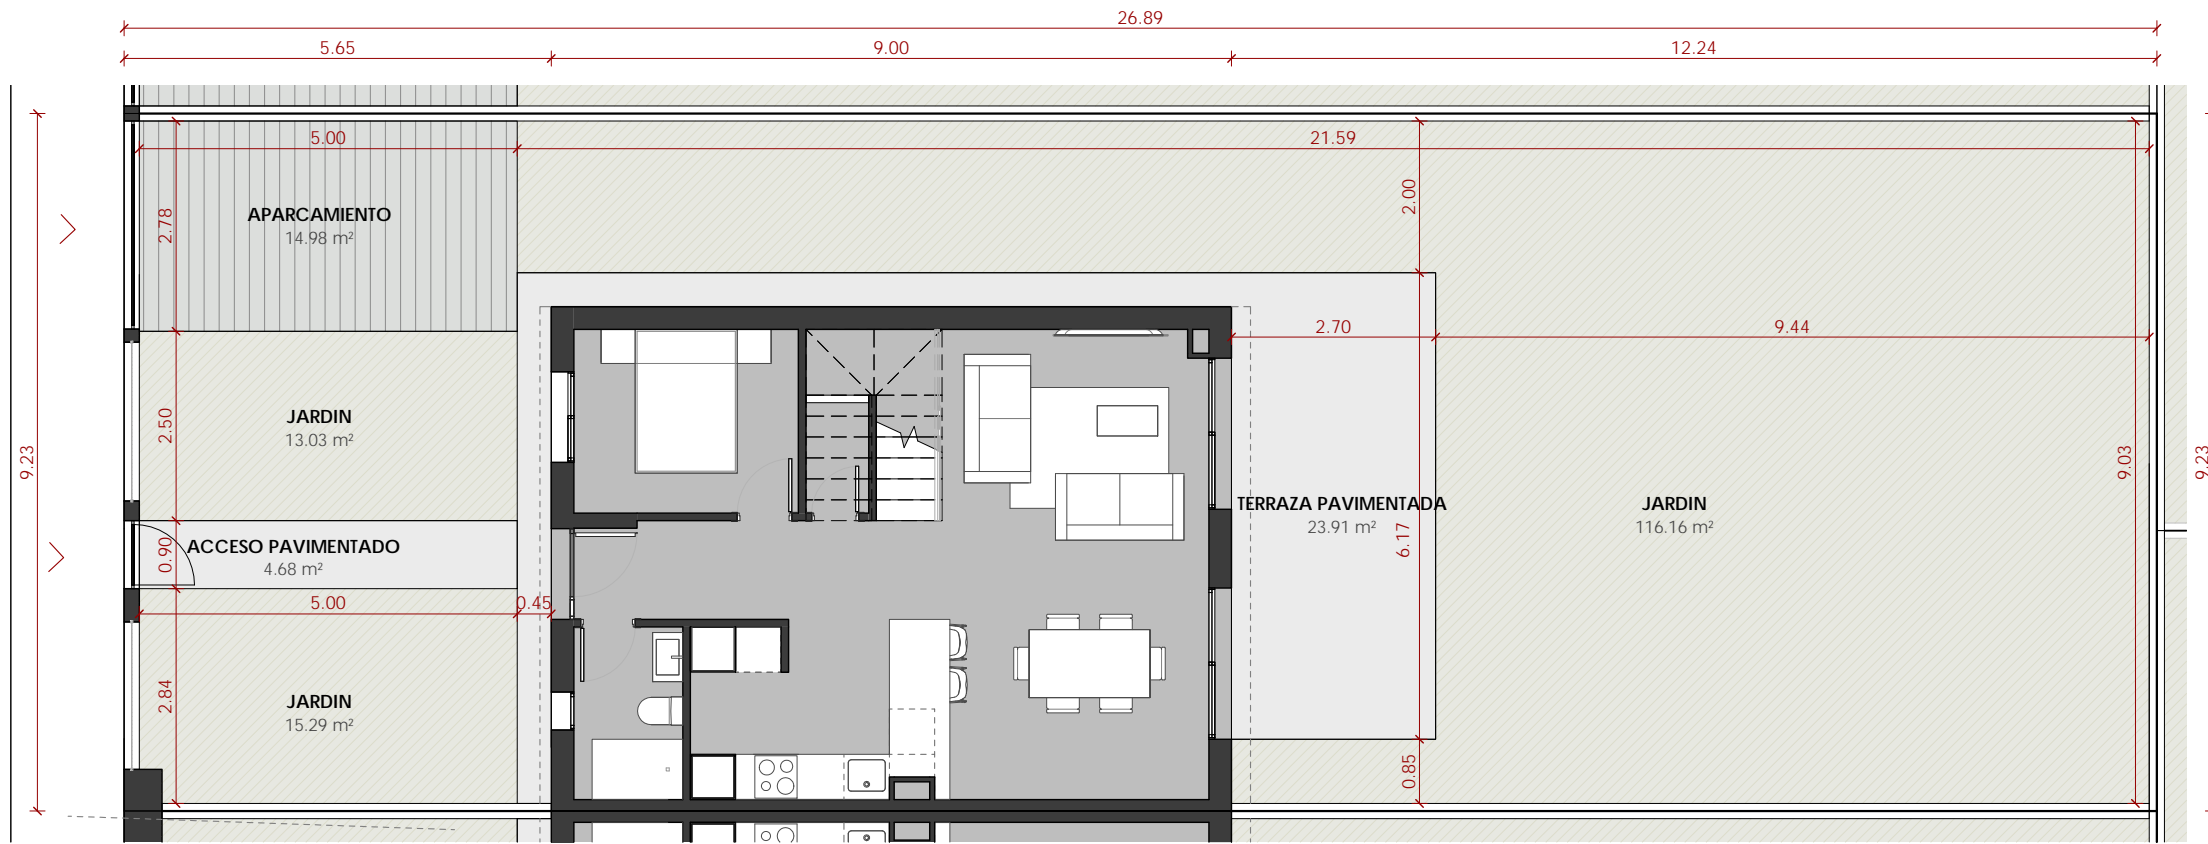 26.89
5.65
9.00
12.24
5.00
21.59
2.78
2.00
APARCAMIENTO
14.98 m²
2.70
9.44
2.50
JARDIN
13.03 m²
9.23
9.03
9.23
TERRAZA PAVIMENTADA
23.91 m²
JARDIN
116.16 m²
6.17
0.90
ACCESO PAVIMENTADO
4.68 m²
5.00
0.45
2.84
JARDIN
15.29 m²
0.85